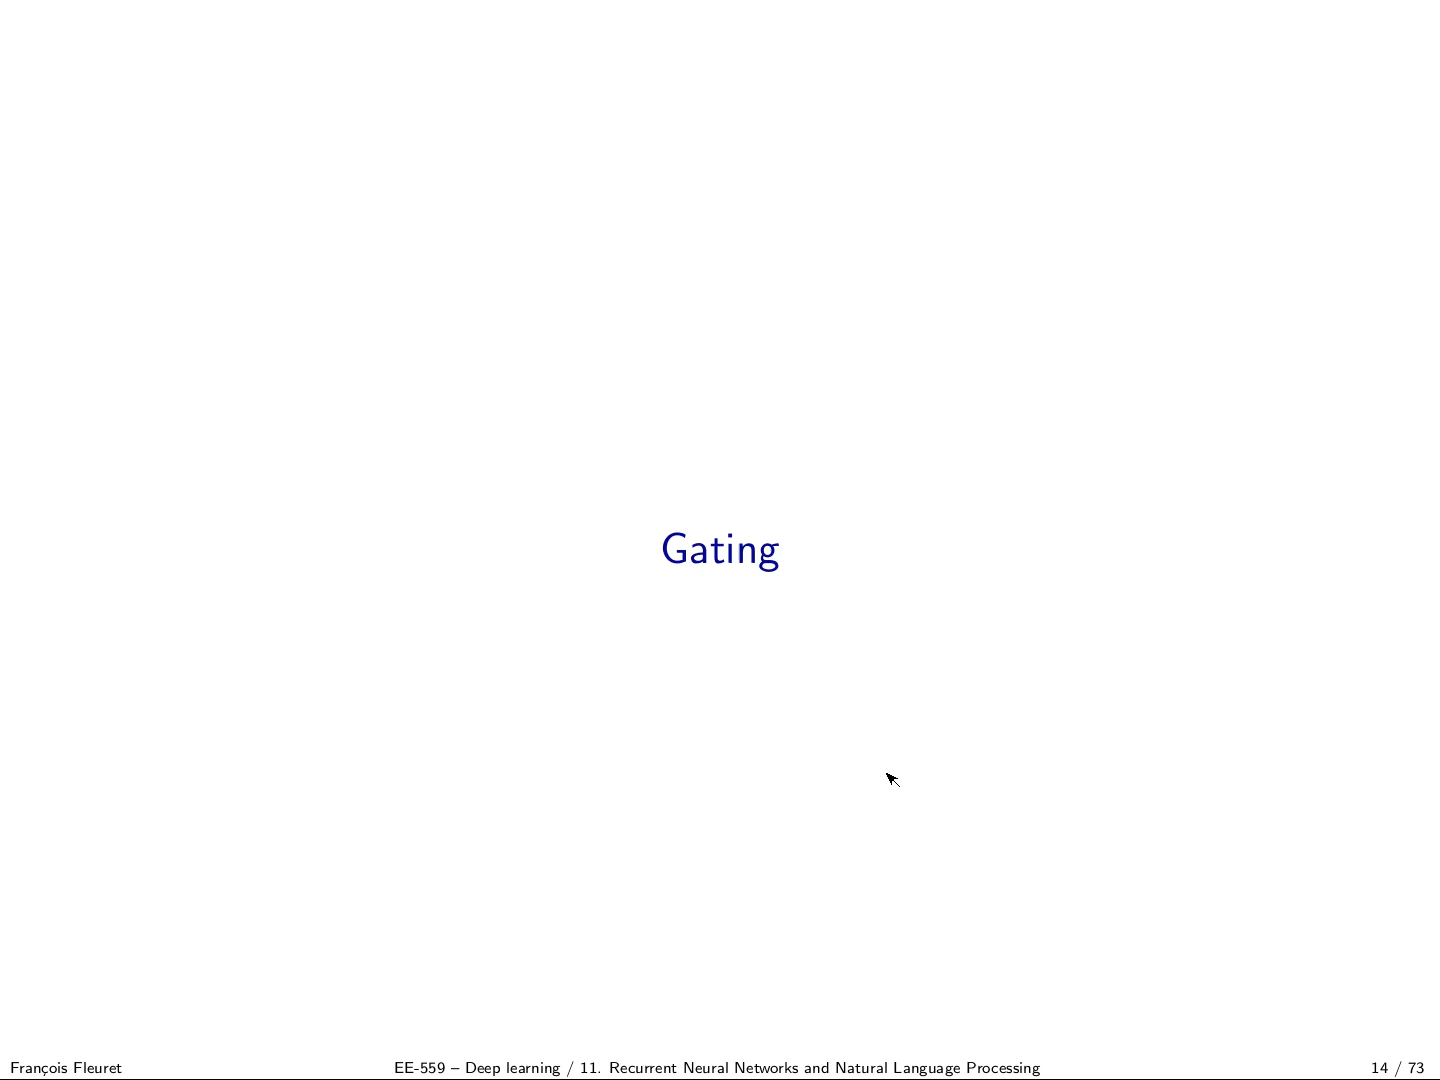 Gating
François Fleuret
EE-559 – Deep learning / 11. Recurrent Neural Networks and Natural Language Processing
14 / 73